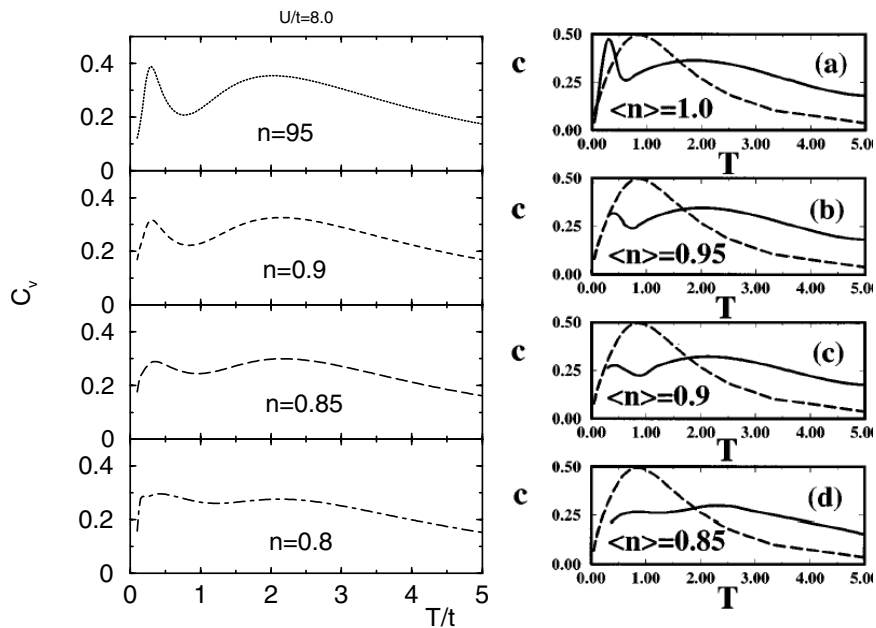 U/t=8.0
0.4
0.2
0
n=95
0.4
0.2
0
n=0.9
C_v
0.4
0.2
0
n=0.85
0.4
0.2
0
n=0.8
0 1 2 3 4 5
T/t
0.50
c
0.25
0.00
(a)
<n>=1.0
0.00 1.00 2.00 3.00 4.00 5.00
T
0.50
c
0.25
0.00
(b)
<n>=0.95
0.00 1.00 2.00 3.00 4.00 5.00
T
0.50
c
0.25
0.00
(c)
<n>=0.9
0.00 1.00 2.00 3.00 4.00 5.00
T
0.50
c
0.25
0.00
(d)
<n>=0.85
0.00 1.00 2.00 3.00 4.00 5.00
T